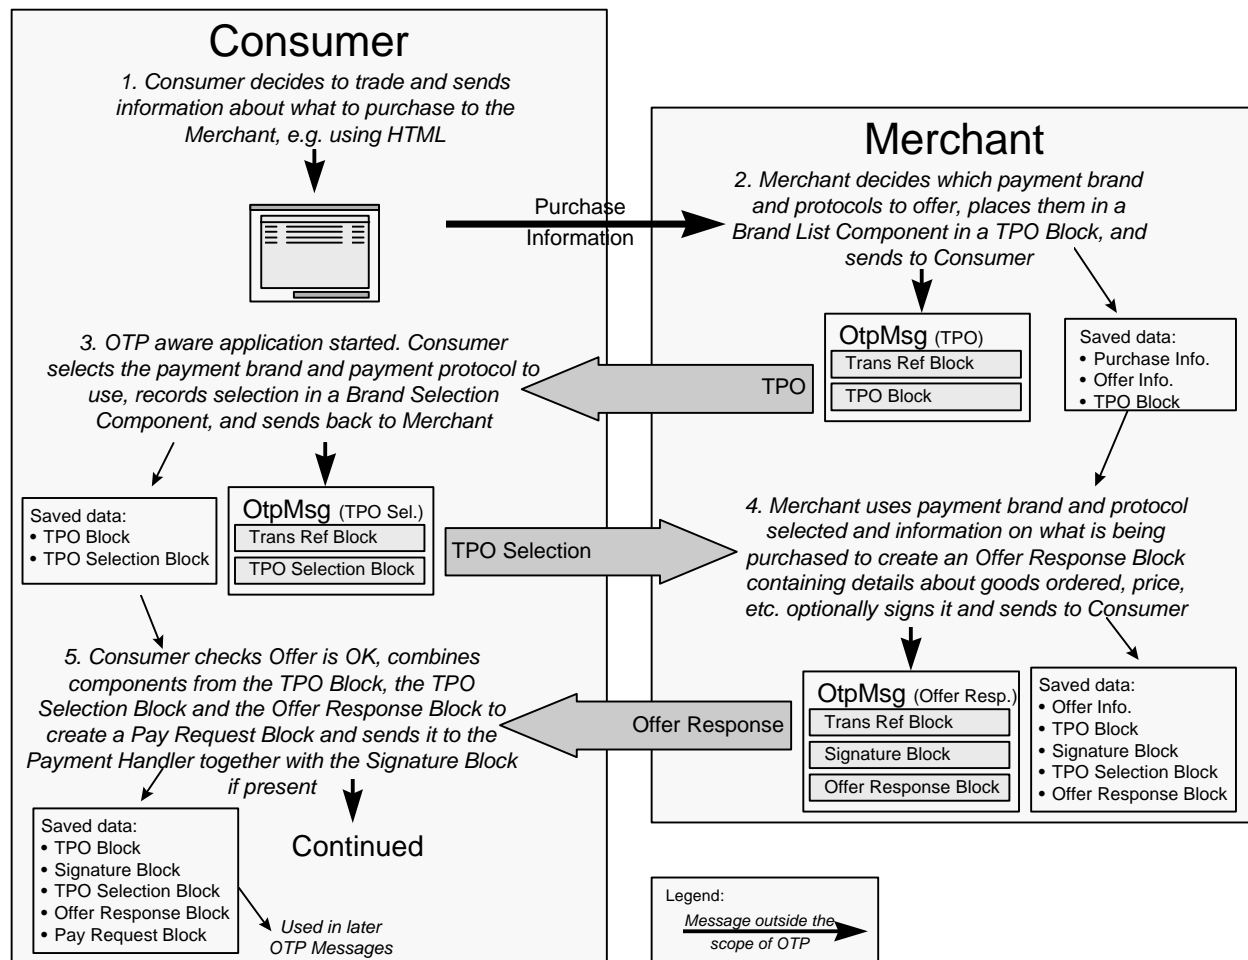 Consumer
1. Consumer decides to trade and sends
information about what to purchase to the
Merchant, e.g. using HTML
Purchase
Information
Merchant
2. Merchant decides which payment brand
and protocols to offer, places them in a
Brand List Component in a TPO Block, and
sends to Consumer
OtpMsg (TPO)
Trans Ref Block
TPO Block
Saved data:
• Purchase Info.
• Offer Info.
• TPO Block
TPO
3. OTP aware application started. Consumer
selects the payment brand and payment protocol to
use, records selection in a Brand Selection
Component, and sends back to Merchant
Saved data:
• TPO Block
• TPO Selection Block
OtpMsg (TPO Sel.)
Trans Ref Block
TPO Selection Block
TPO Selection
4. Merchant uses payment brand and protocol
selected and information on what is being
purchased to create an Offer Response Block
containing details about goods ordered, price,
etc. optionally signs it and sends to Consumer
OtpMsg (Offer Resp.)
Trans Ref Block
Signature Block
Offer Response Block
Saved data:
• Offer Info.
• TPO Block
• Signature Block
• TPO Selection Block
• Offer Response Block
Offer Response
5. Consumer checks Offer is OK, combines
components from the TPO Block, the TPO
Selection Block and the Offer Response Block to
create a Pay Request Block and sends it to the
Payment Handler together with the Signature Block
if present
Saved data:
• TPO Block
• Signature Block
• TPO Selection Block
• Offer Response Block
• Pay Request Block
Continued
Used in later
OTP Messages
Legend:
Message outside the
scope of OTP